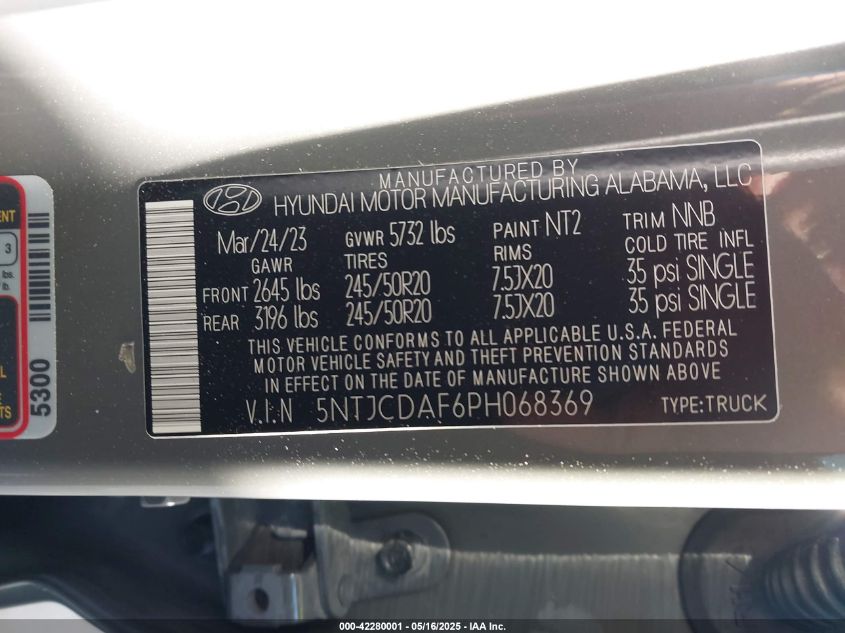 MANUFACTURED BY
HYUNDAI MOTOR MANUFACTURING ALABAMA, LLC
Mar/24/23 GVWR 5732 lbs PAINT NT2 TRIM NNB
GAWR TIRES RIMS COLD TIRE INFL
FRONT 2645 lbs 245/50R20 7.5JX20 35 psi SINGLE
REAR 3196 lbs 245/50R20 7.5JX20 35 psi SINGLE
THIS VEHICLE CONFORMS TO ALL APPLICABLE U.S.A. FEDERAL
MOTOR VEHICLE SAFETY AND THEFT PREVENTION STANDARDS
IN EFFECT ON THE DATE OF MANUFACTURE SHOWN ABOVE
V.I.N 5NTJCDAF6PH068369 TYPE:TRUCK
3
lbs.
5300
000-42280001 - 05/16/2025 - IAA Inc.